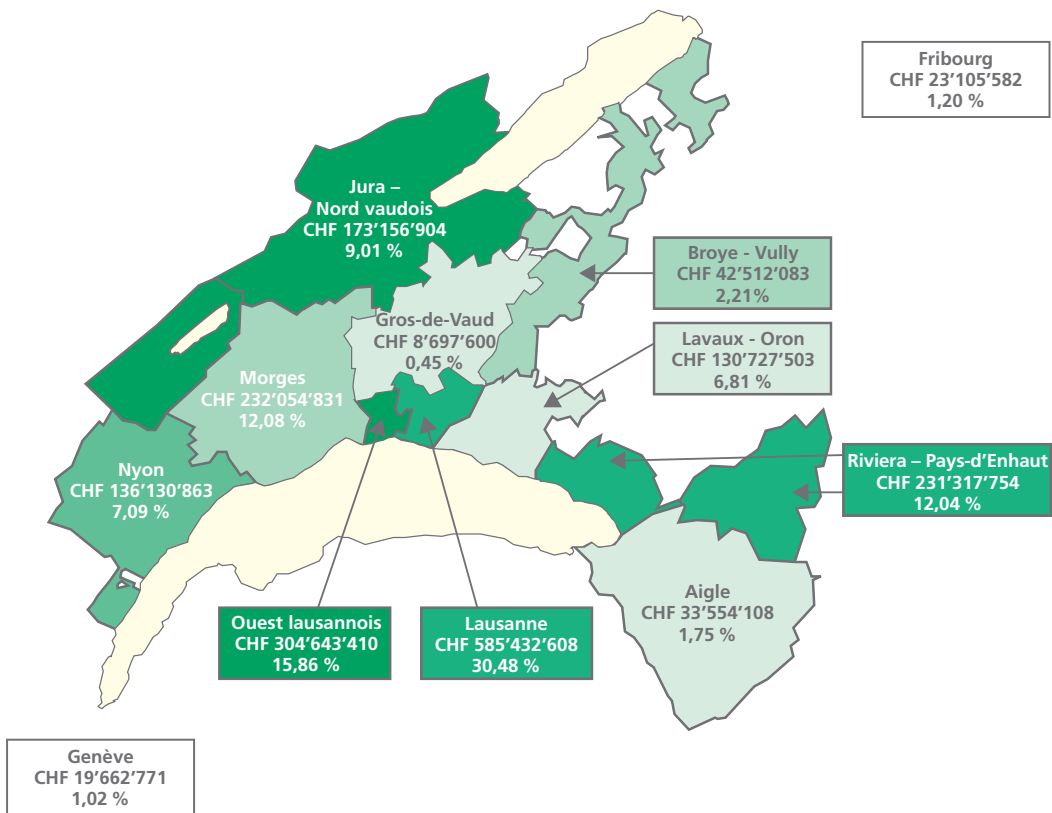 Fribourg
CHF 23’105’582
1,20 %
Jura –
Nord vaudois
CHF 173’156’904
9,01 %
Broye - Vully
CHF 42’512’083
2,21%
Gros-de-Vaud
CHF 8’697’600
0,45 %
Lavaux - Oron
CHF 130’727’503
6,81 %
Morges
CHF 232’054’831
12,08 %
Nyon
CHF 136’130’863
7,09 %
Riviera – Pays-d’Enhaut
CHF 231’317’754
12,04 %
Aigle
CHF 33’554’108
1,75 %
Ouest lausannois
CHF 304’643’410
15,86 %
Lausanne
CHF 585’432’608
30,48 %
Genève
CHF 19’662’771
1,02 %